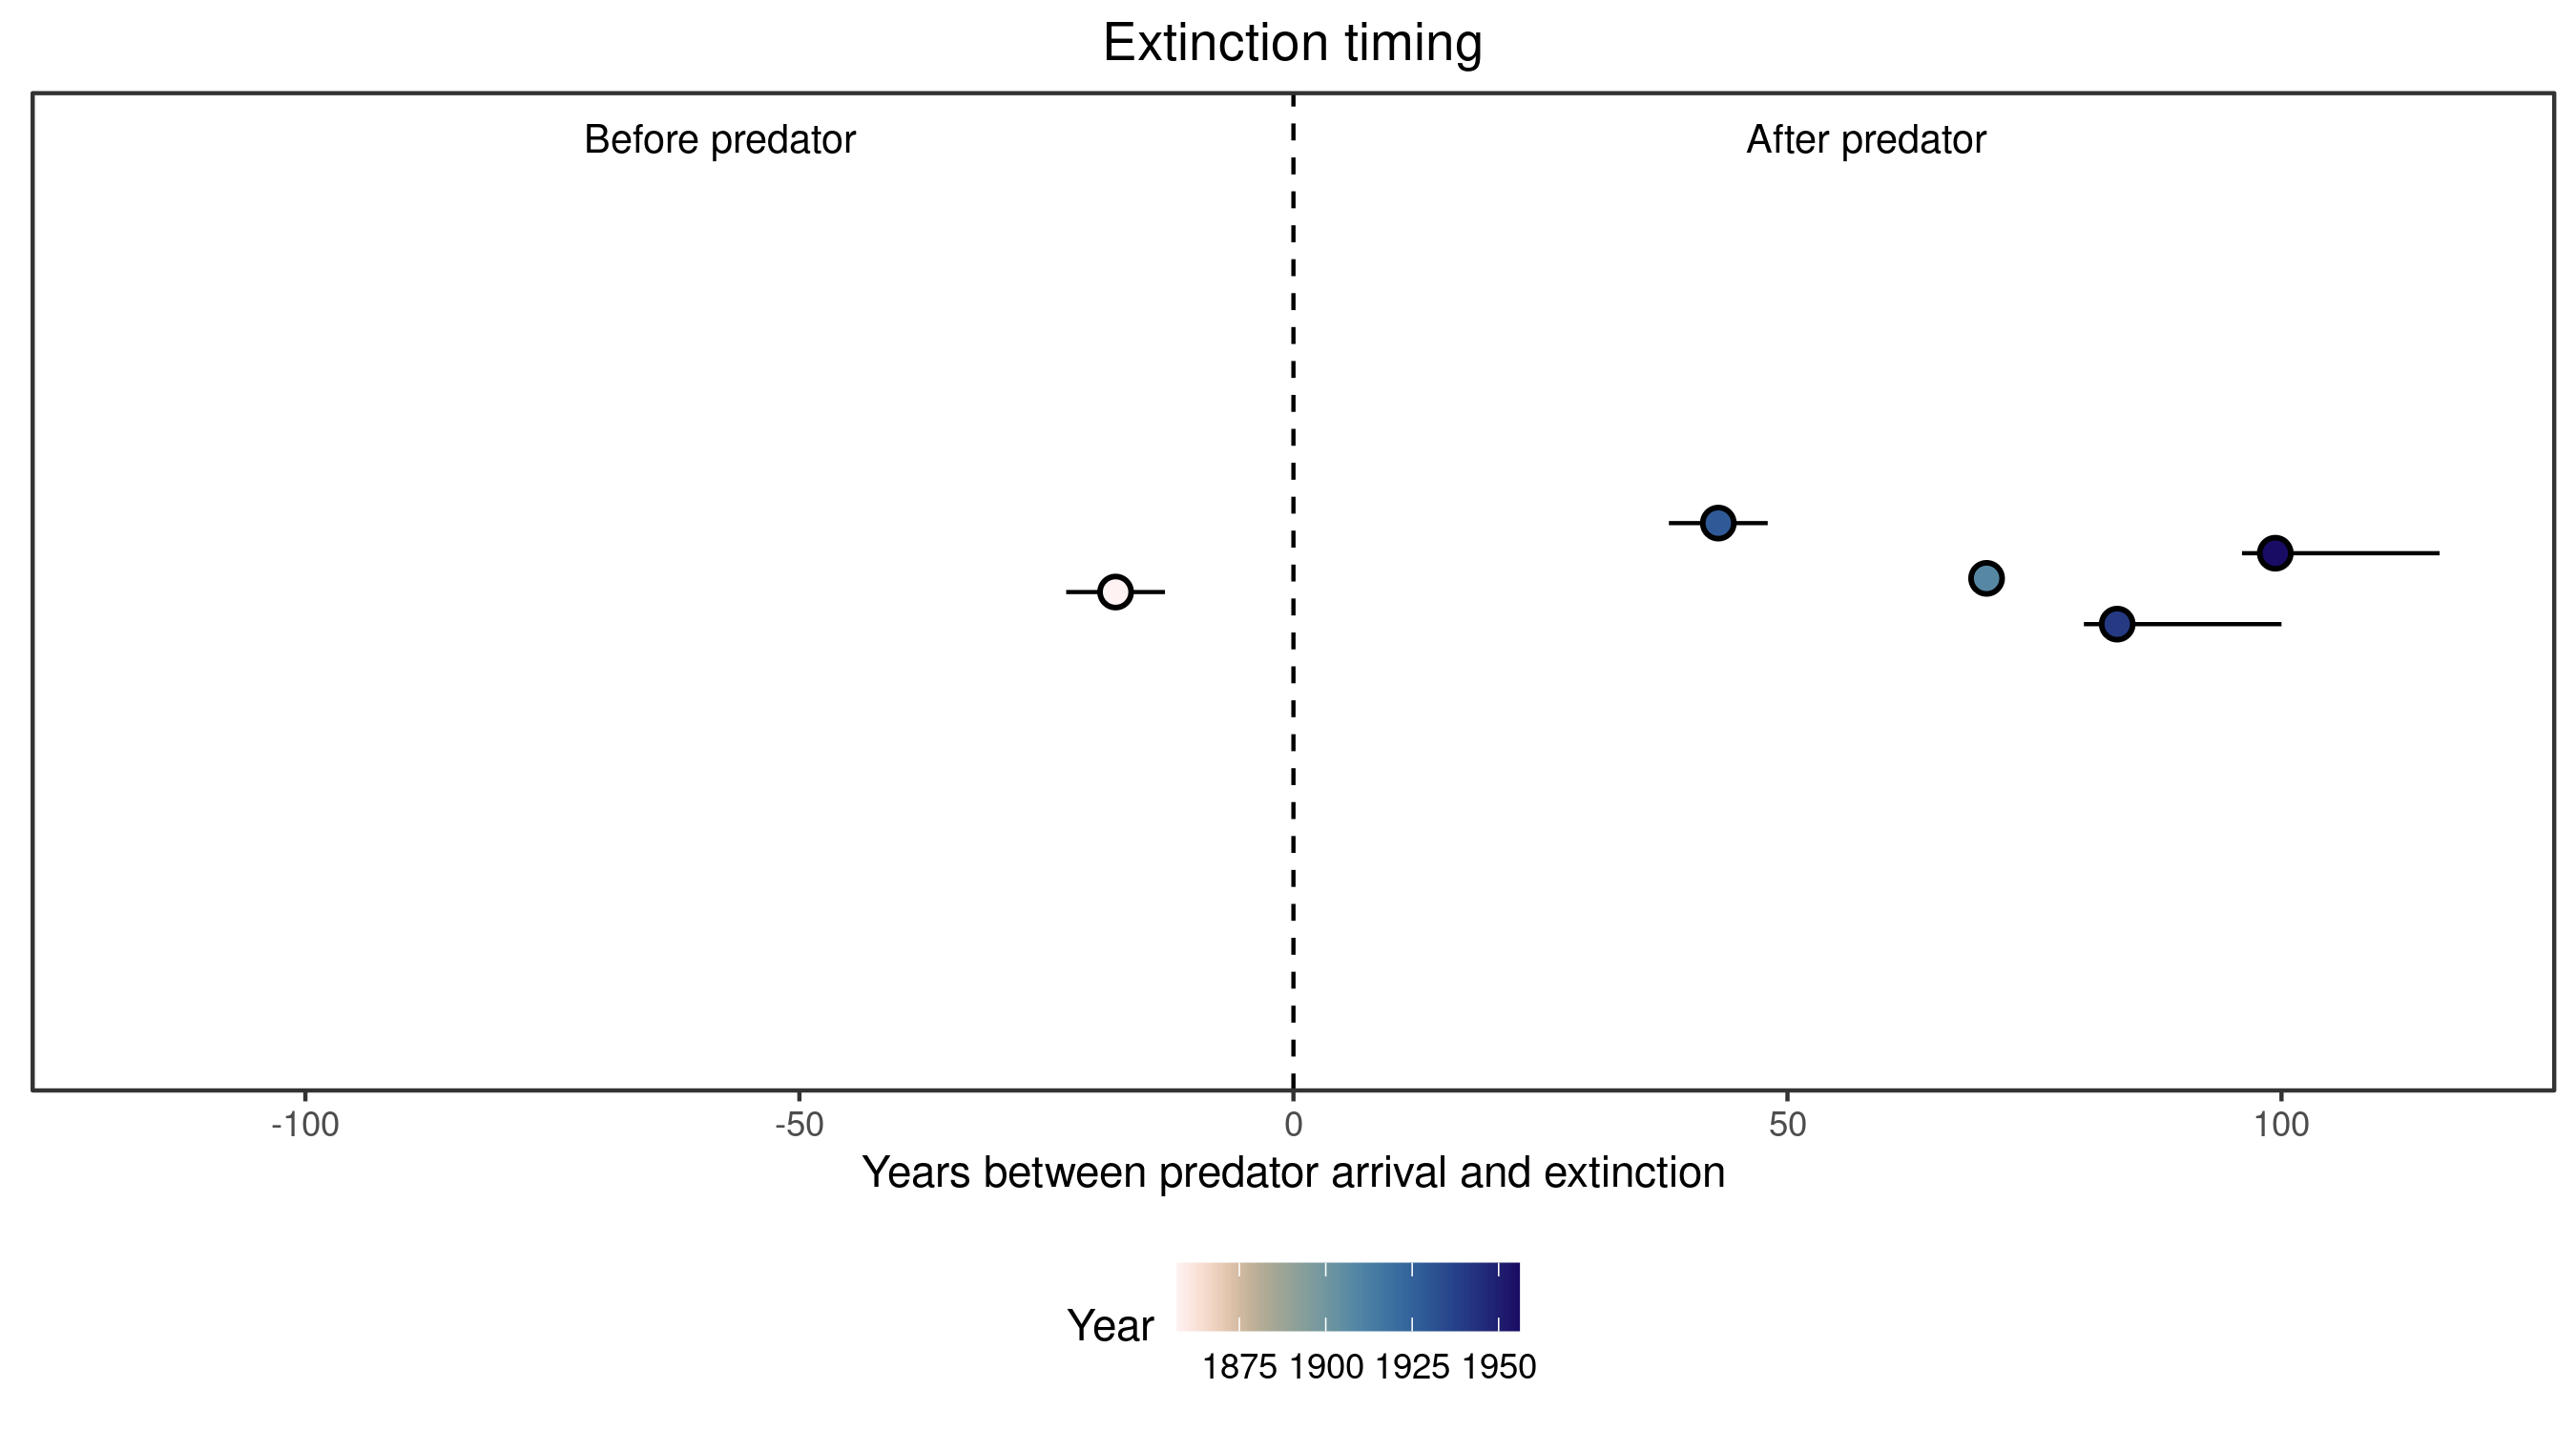 Extinction timing
Before predator After predator
-100 -50 0 50 100
Years between predator arrival and extinction
Year
1875 1900 1925 1950